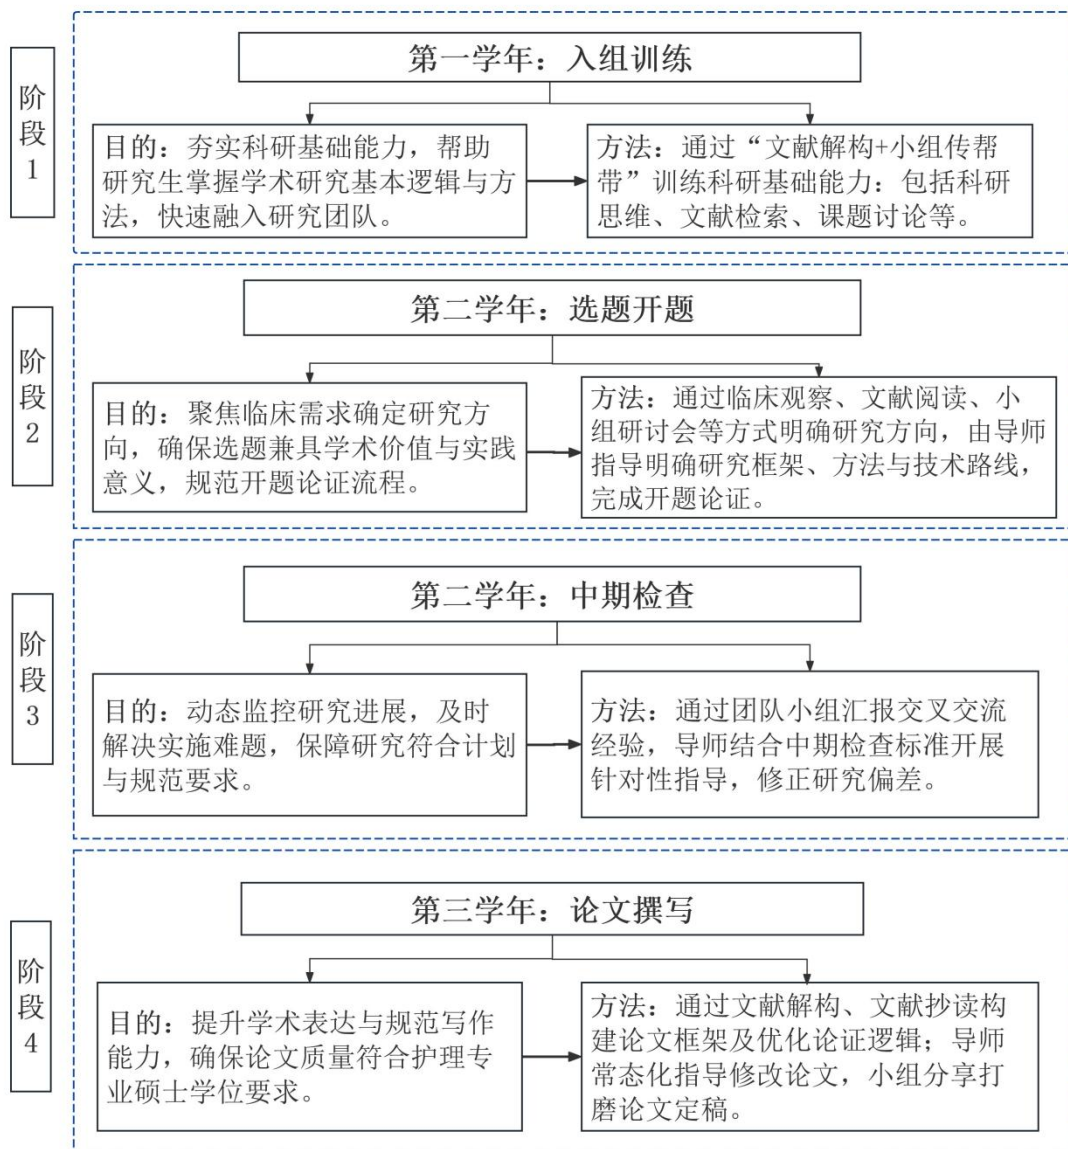 阶段1
第一学年：入组训练
目的：夯实科研基础能力，帮助
研究生掌握学术研究基本逻辑与方
法，快速融入研究团队。
方法：通过“文献解构+小组传帮
带”训练科研基础能力：包括科研
思维、文献检索、课题讨论等。
阶段2
第二学年：选题开题
目的：聚焦临床需求确定研究方
向，确保选题兼具学术价值与实践
意义，规范开题论证流程。
方法：通过临床观察、文献阅读、小
组研讨会等方式明确研究方向，由导师
指导明确研究框架、方法与技术路线，
完成开题论证。
阶段3
第二学年：中期检查
目的：动态监控研究进展，及时
解决实施难题，保障研究符合计划
与规范要求。
方法：通过团队小组汇报交叉交流
经验，导师结合中期检查标准开展
针对性指导，修正研究偏差。
阶段4
第三学年：论文撰写
目的：提升学术表达与规范写作
能力，确保论文质量符合护理专
业硕士学位要求。
方法：通过文献解构、文献抄读构
建论文框架及优化论证逻辑；导师
常态化指导修改论文，小组分享打
磨论文定稿。